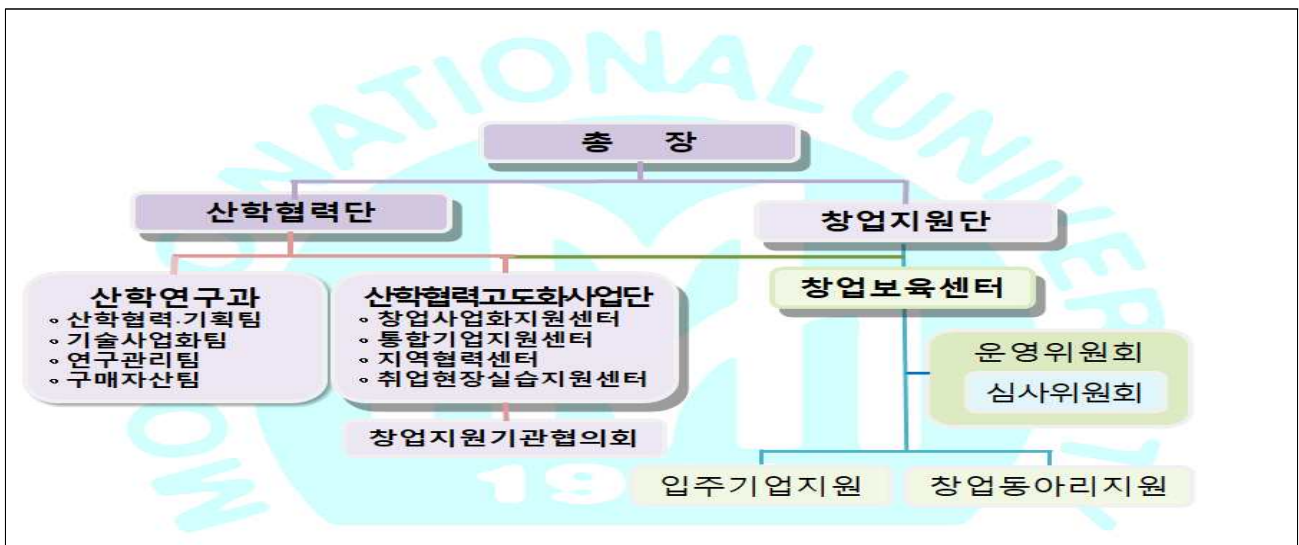 MO NATIONAL UNIVERSITY
총 장
산학협력단
창업지원단
산학연구과
∘ 산학협력·기획팀
∘ 기술사업화팀
∘ 연구관리팀
∘ 구매자산팀
산학협력고도화사업단
∘ 창업사업화지원센터
∘ 통합기업지원센터
∘ 지역협력센터
∘ 취업현장실습지원센터
창업지원기관협의회
창업보육센터
운영위원회
심사위원회
입주기업지원
창업동아리지원